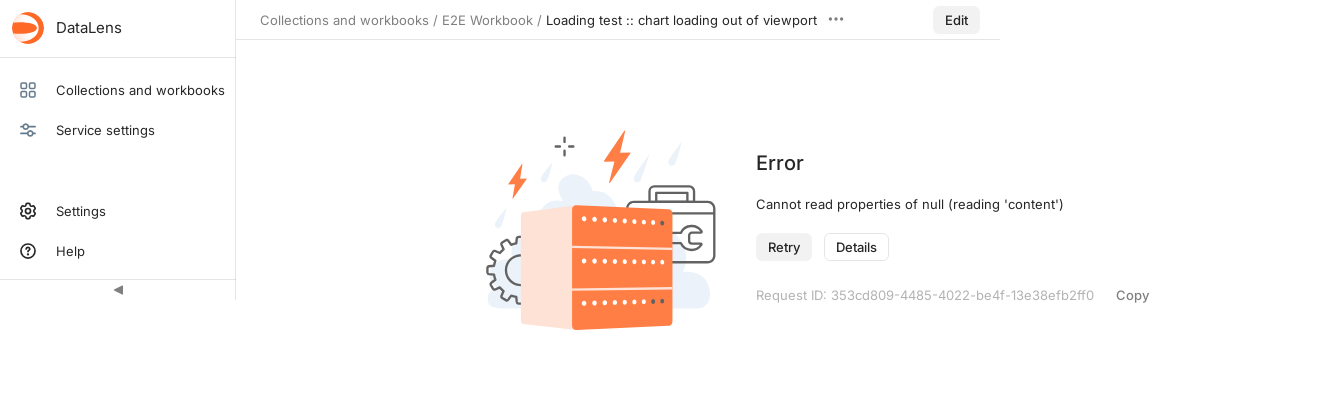 DataLens
Collections and workbooks / E2E Workbook / Loading test :: chart loading out of viewport
Edit
Collections and workbooks
Service settings
Settings
Help
Error
Cannot read properties of null (reading 'content')
Retry
Details
Request ID: 353cd809-4485-4022-be4f-13e38efb2ff0
Copy